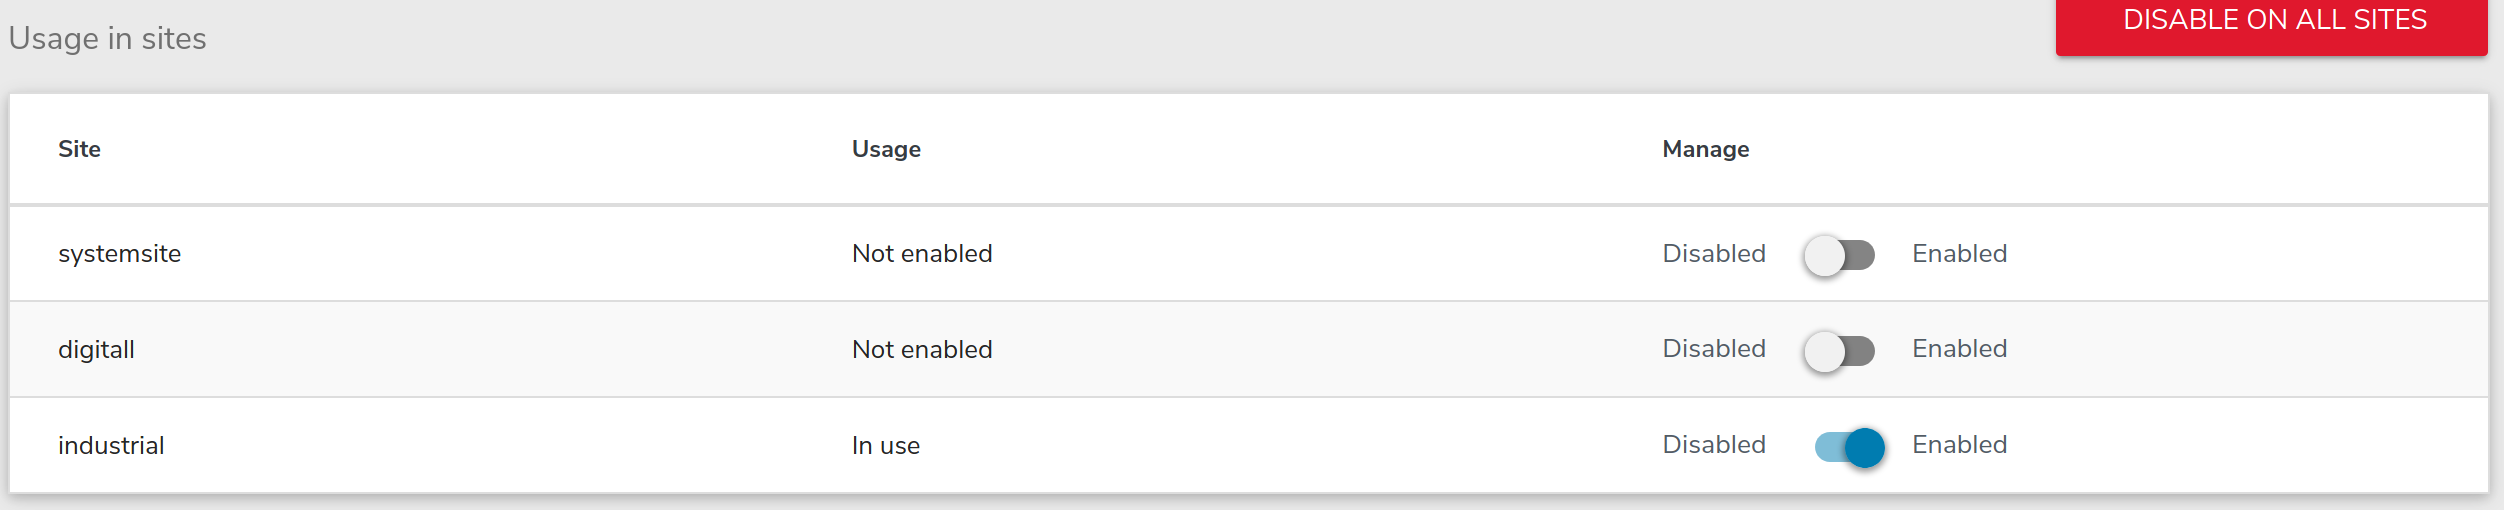 Usage in sites
DISABLE ON ALL SITES
Site Usage Manage
systemsite Not enabled Disabled Enabled
digitall Not enabled Disabled Enabled
industrial In use Disabled Enabled